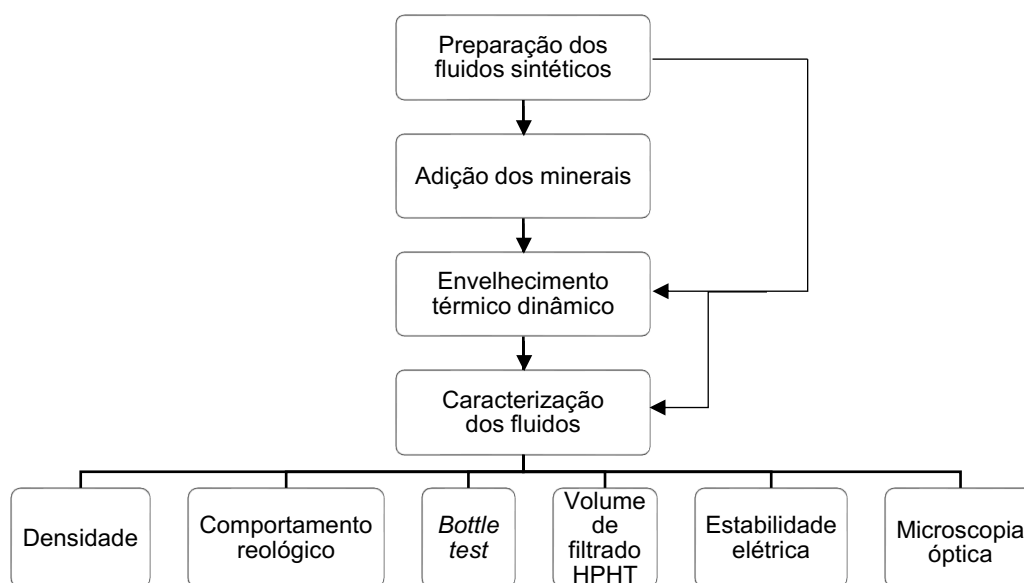 Preparação dos
fluidos sintéticos
Adição dos minerais
Envelhecimento
térmico dinâmico
Caracterização
dos fluidos
Densidade
Comportamento
reológico
Bottle
test
Volume
de
filtrado
HPHT
Estabilidade
elétrica
Microscopia
óptica